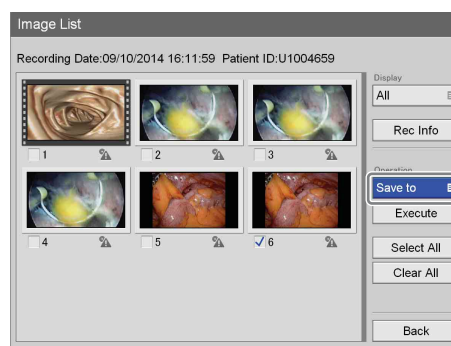 Image List
Recording Date:09/10/2014 16:11:59 Patient ID:U1004659
Display
All
Rec Info
1
2
3
Operation
Save to
Execute
4
5
6
Select All
Clear All
Back